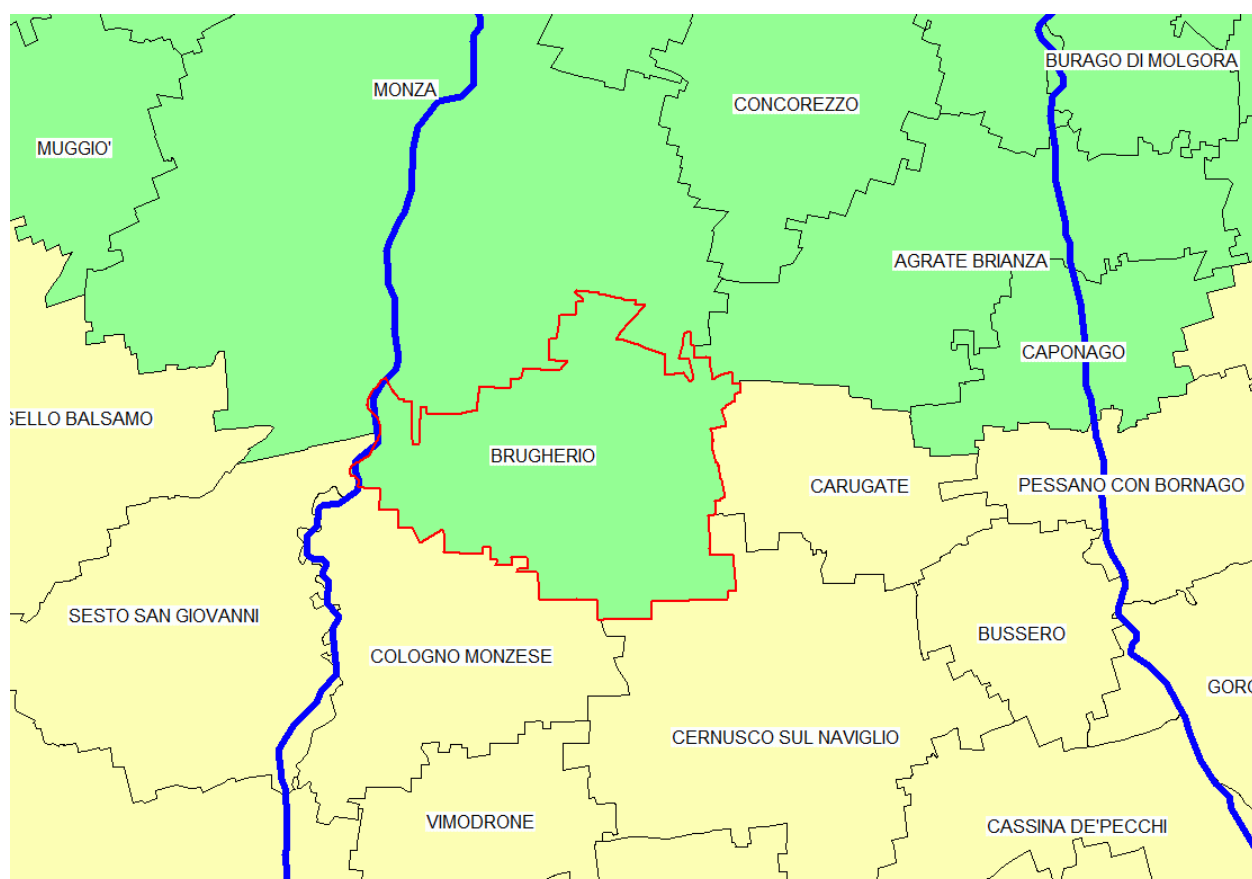 BURAGO DI MOLGORA
MONZA
CONCOREZZO
MUGGIO'
AGRATE BRIANZA
CAPONAGO
SELLO BALSAMO
BRUGHERIO
CARUGATE
PESSANO CON BORNAGO
SESTO SAN GIOVANNI
BUSSERO
COLOGNO MONZESE
GORG
CERNUSCO SUL NAVIGLIO
VIMODRONE
CASSINA DE'PECCHI